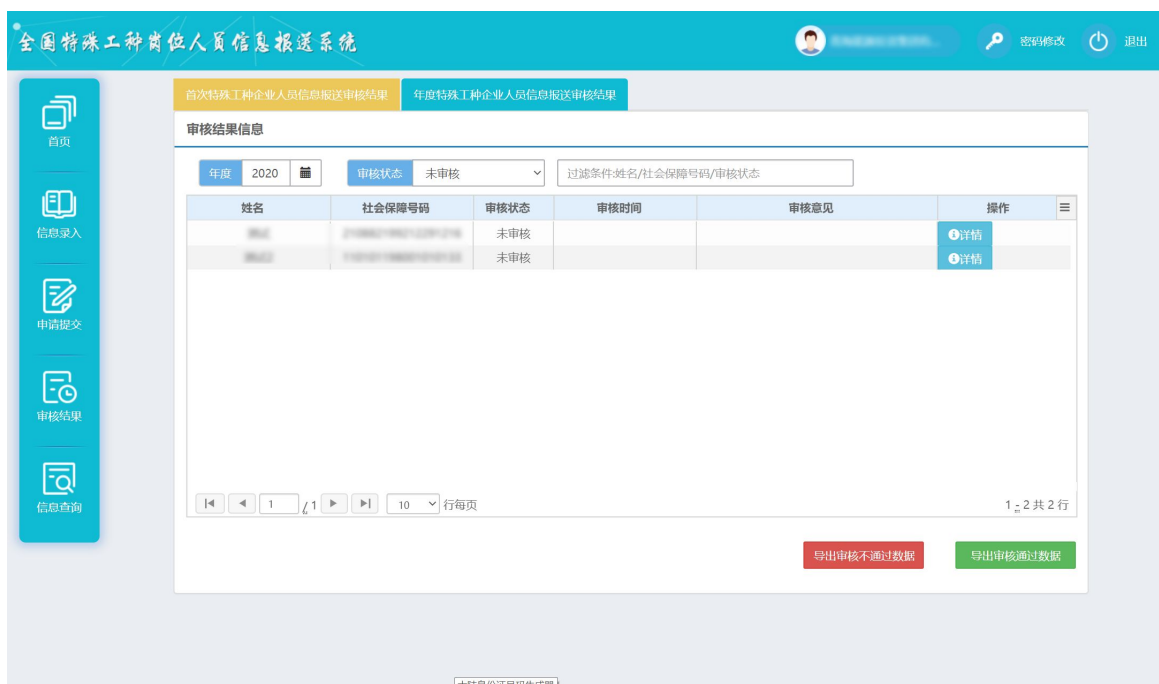 全国特殊工种岗位人员信息报送系统
密码修改
退出
首页
信息录入
申请提交
审核结果
信息查询
首次特殊工种企业人员信息报送审核结果
年度特殊工种企业人员信息报送审核结果
审核结果信息
年度 2020
审核状态 未审核
过滤条件:姓名/社会保障号码/审核状态
姓名 社会保障号码 审核状态 审核时间 审核意见 操作
未审核 详情
未审核 详情
1 / 1 10 行每页
1 - 2 共 2 行
导出审核不通过数据
导出审核通过数据